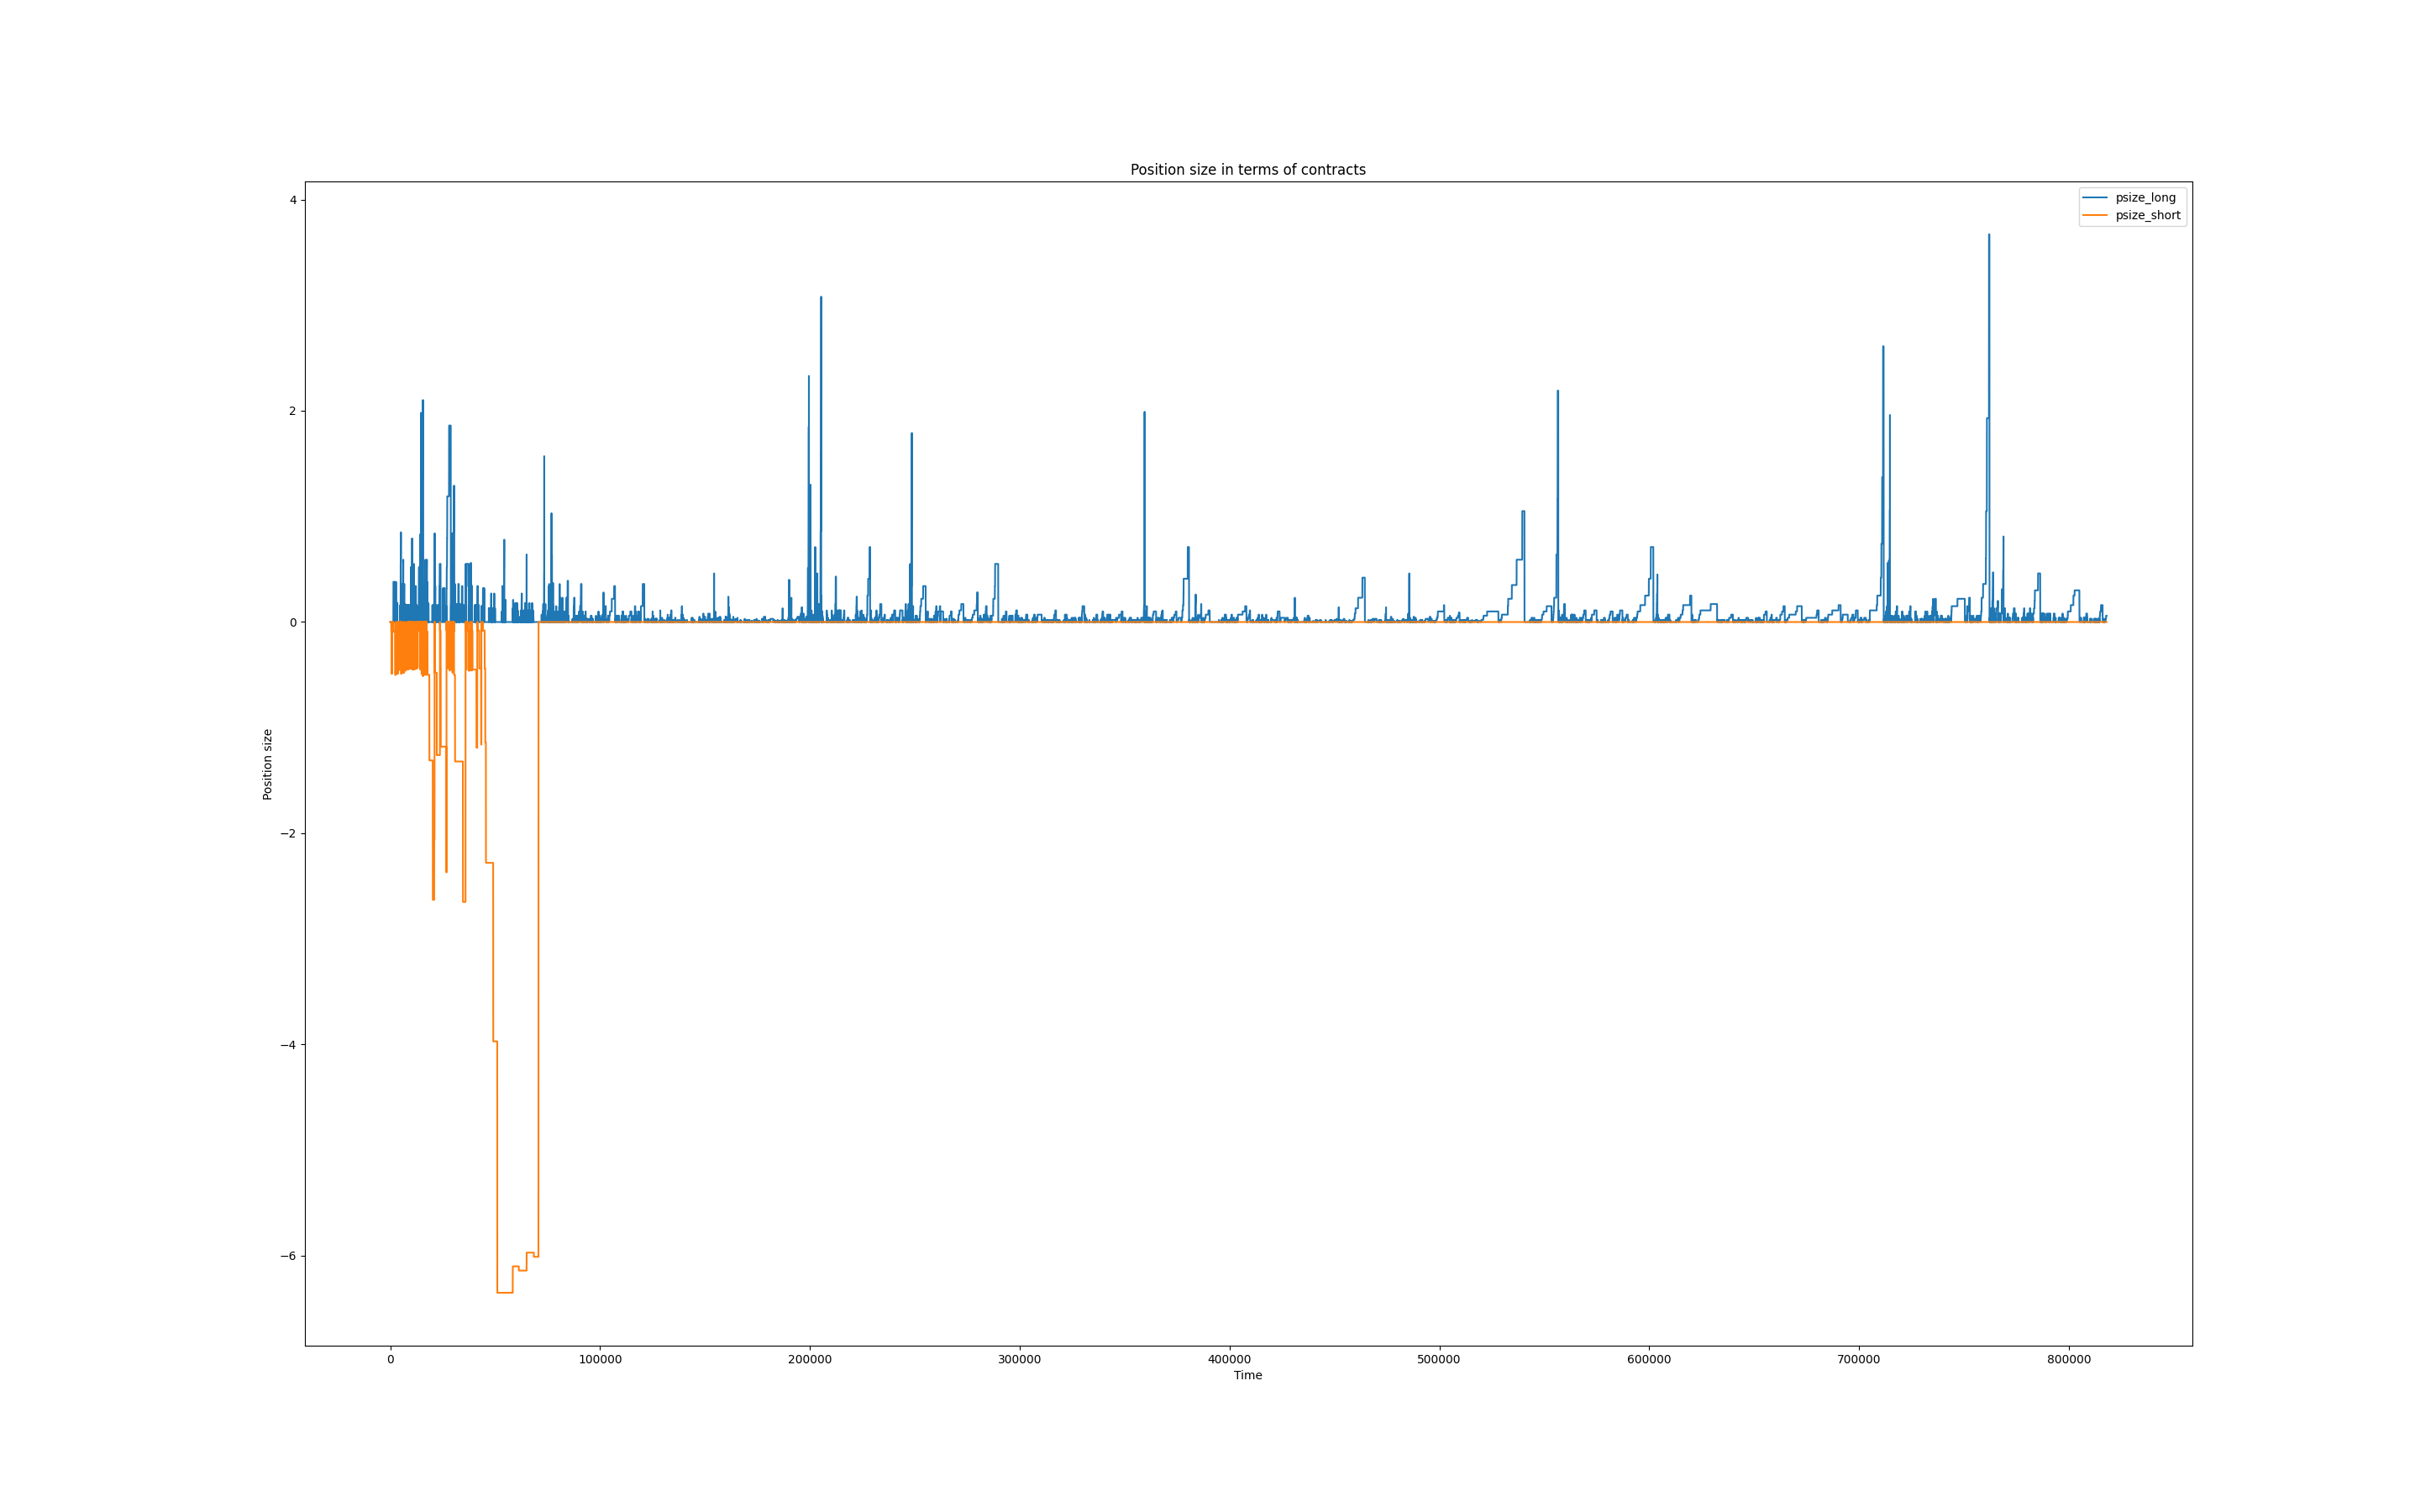 Position size in terms of contracts
psize_long
psize_short
4
2
0
−2
−4
−6
Position size
0 100000 200000 300000 400000 500000 600000 700000 800000
Time